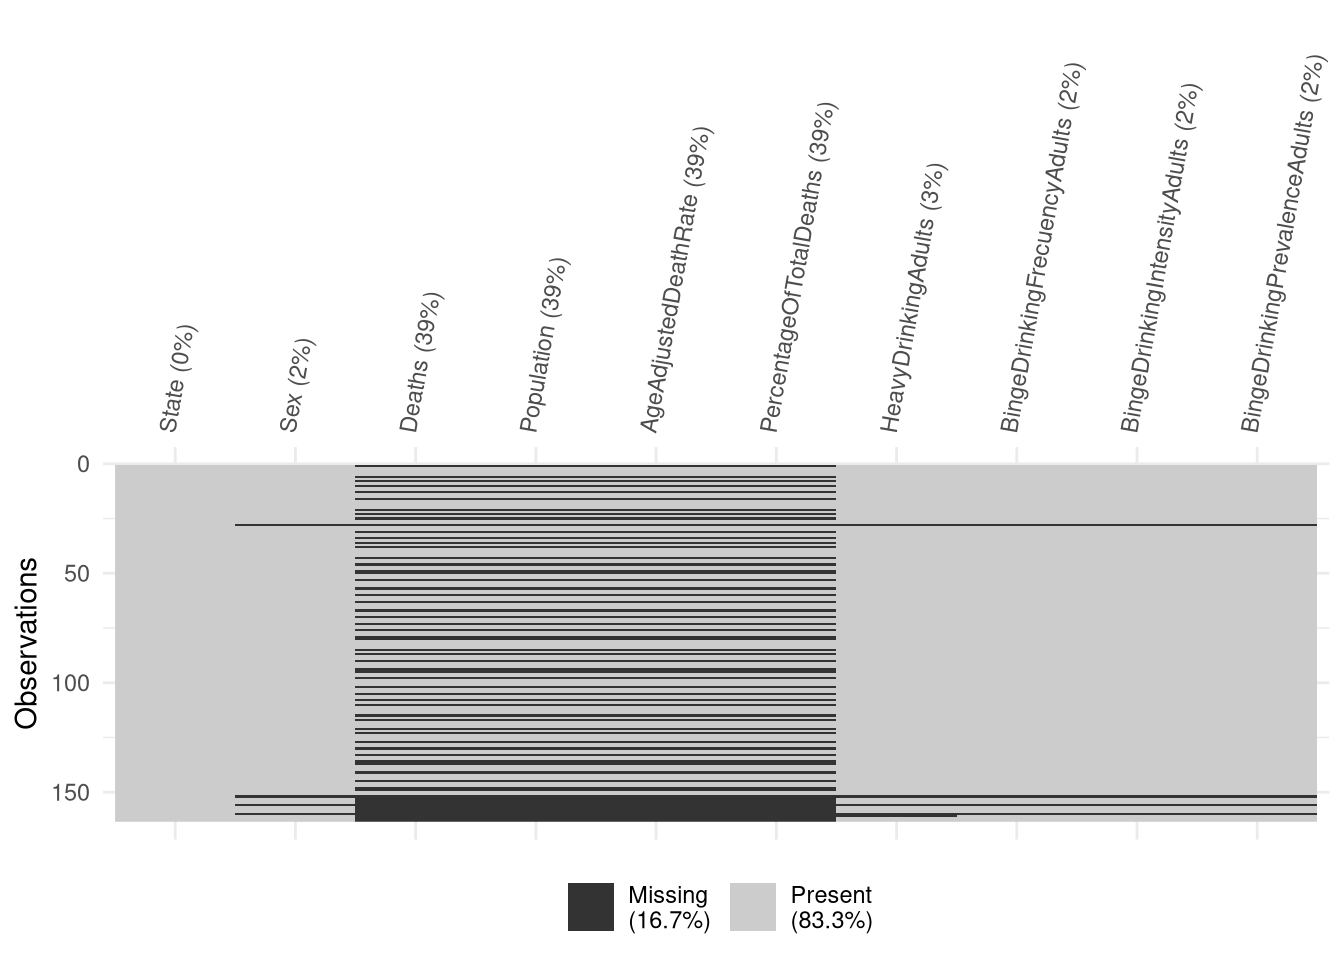 State (0%)
Sex (2%)
Deaths (39%)
Population (39%)
AgeAdjustedDeathRate (39%)
PercentageOfTotalDeaths (39%)
HeavyDrinkingAdults (3%)
BingeDrinkingFrecuencyAdults (2%)
BingeDrinkingIntensityAdults (2%)
BingeDrinkingPrevalenceAdults (2%)
0
50
100
150
Observations
Missing
(16.7%)
Present
(83.3%)